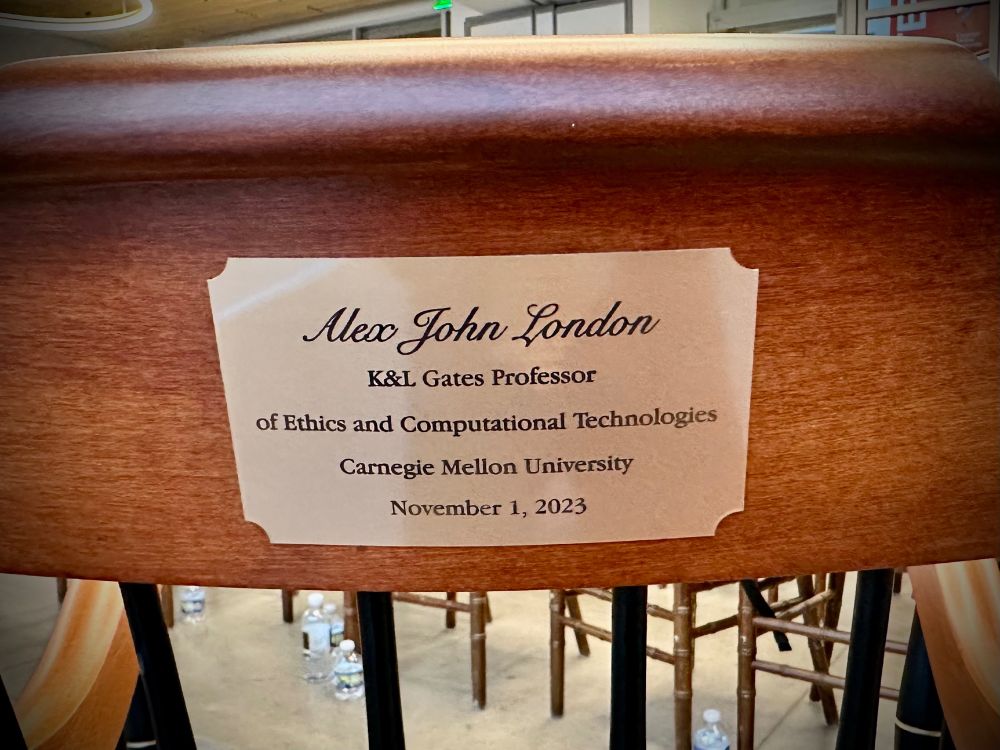 Alex John London
K&L Gates Professor
of Ethics and Computational Technologies
Carnegie Mellon University
November 1, 2023